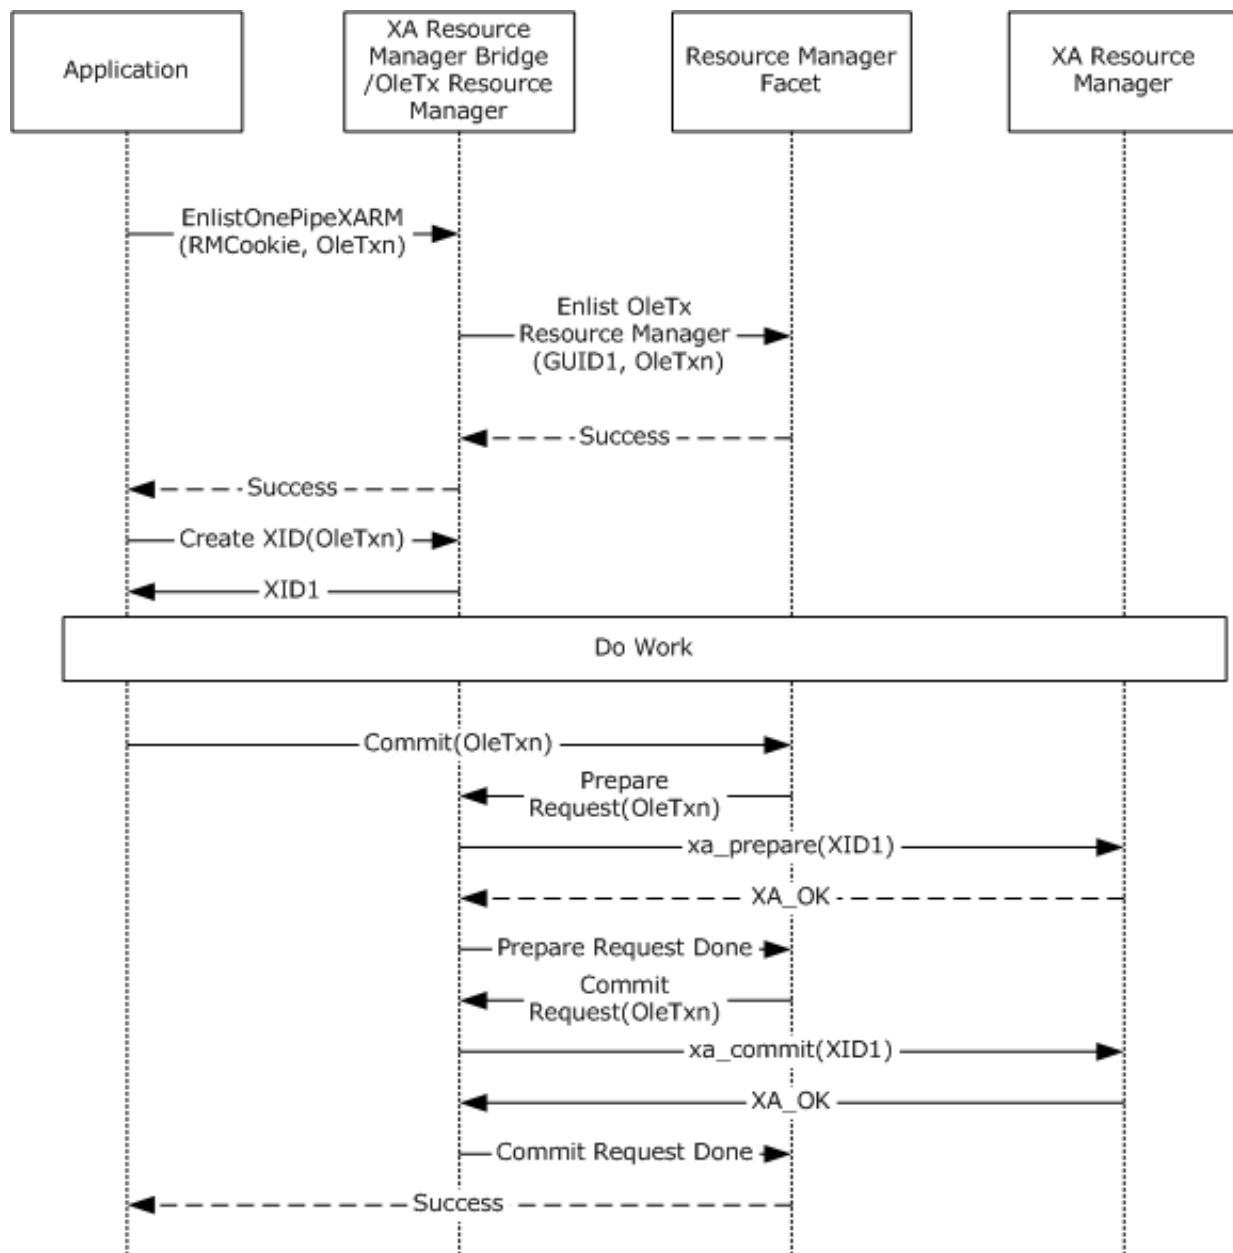 Application
XA Resource
Manager Bridge
/OleTx Resource
Manager
Resource Manager
Facet
XA Resource
Manager
EnlistOnePipeXARM
(RMCookie, OleTxn)
Enlist OleTx
Resource Manager
(GUID1, OleTxn)
Success
Success
Create XID(OleTxn)
XID1
Do Work
Commit(OleTxn)
Prepare
Request(OleTxn)
xa_prepare(XID1)
XA_OK
Prepare Request Done
Commit
Request(OleTxn)
xa_commit(XID1)
XA_OK
Commit Request Done
Success